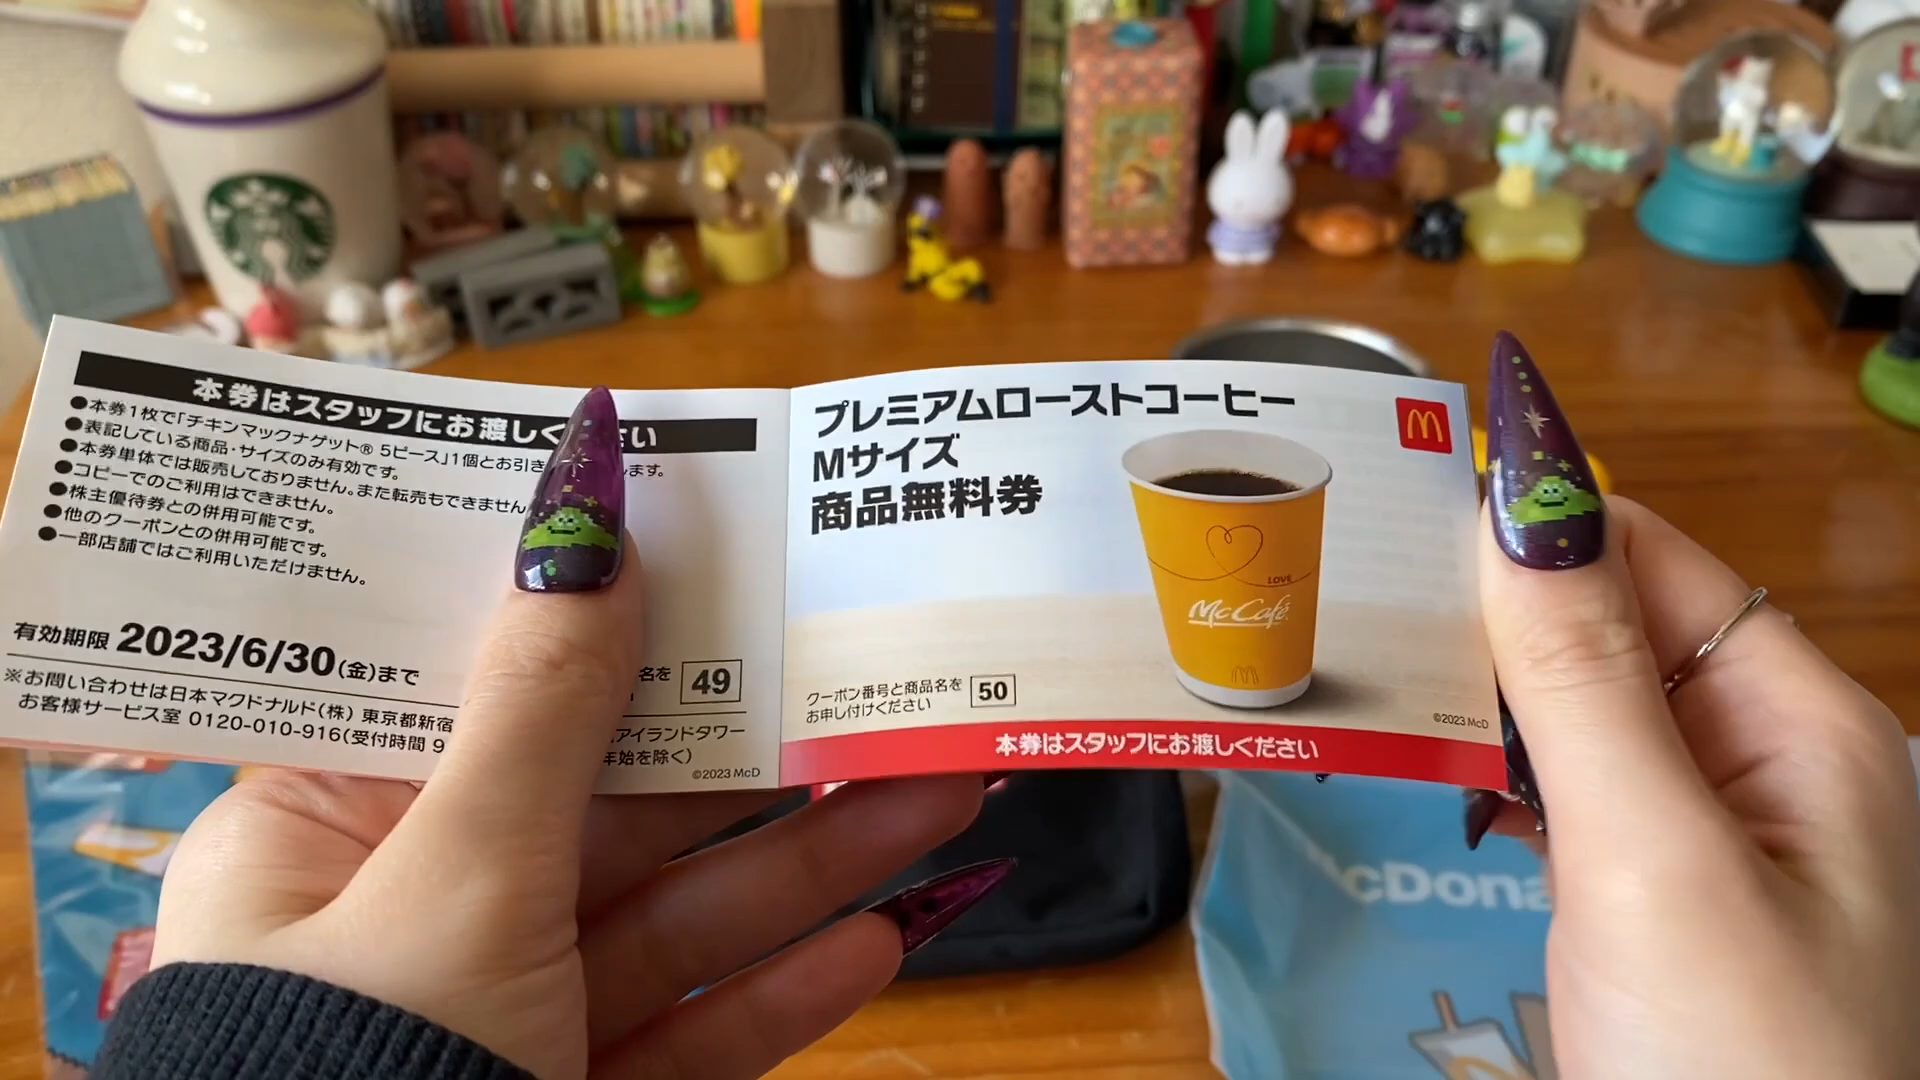 本券はスタッフにお渡しく さい
●本券1枚で「チキンマックナゲット® 5ピース」1個とお引き ます。
●表記している商品・サイズのみ有効です。
●本券単体では販売しておりません。また転売もできません
●コピーでのご利用はできません。
●株主優待券との併用可能です。
●他のクーポンとの併用可能です。
●一部店舗ではご利用いただけません。
有効期限 2023/6/30(金)まで
名を
49
※お問い合わせは日本マクドナルド(株) 東京都新宿 アイランドタワー
お客様サービス室 0120-010-916(受付時間 9 年始を除く)
©2023 McD
プレミアムローストコーヒー
Mサイズ
商品無料券
LOVE
McCafé
クーポン番号と商品名を
お申し付けください
50
©2023 McD
本券はスタッフにお渡しください
cDona